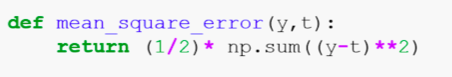 def mean_square_error(y,t):
    return (1/2)* np.sum((y-t)**2)